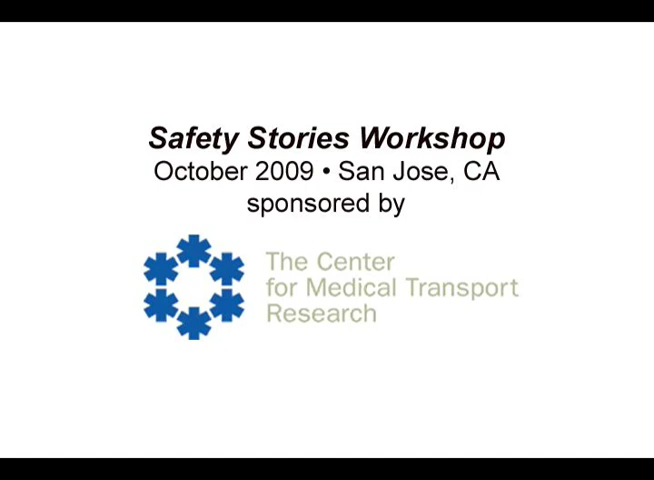 Safety Stories Workshop
October 2009 • San Jose, CA
sponsored by
The Center
for Medical Transport
Research